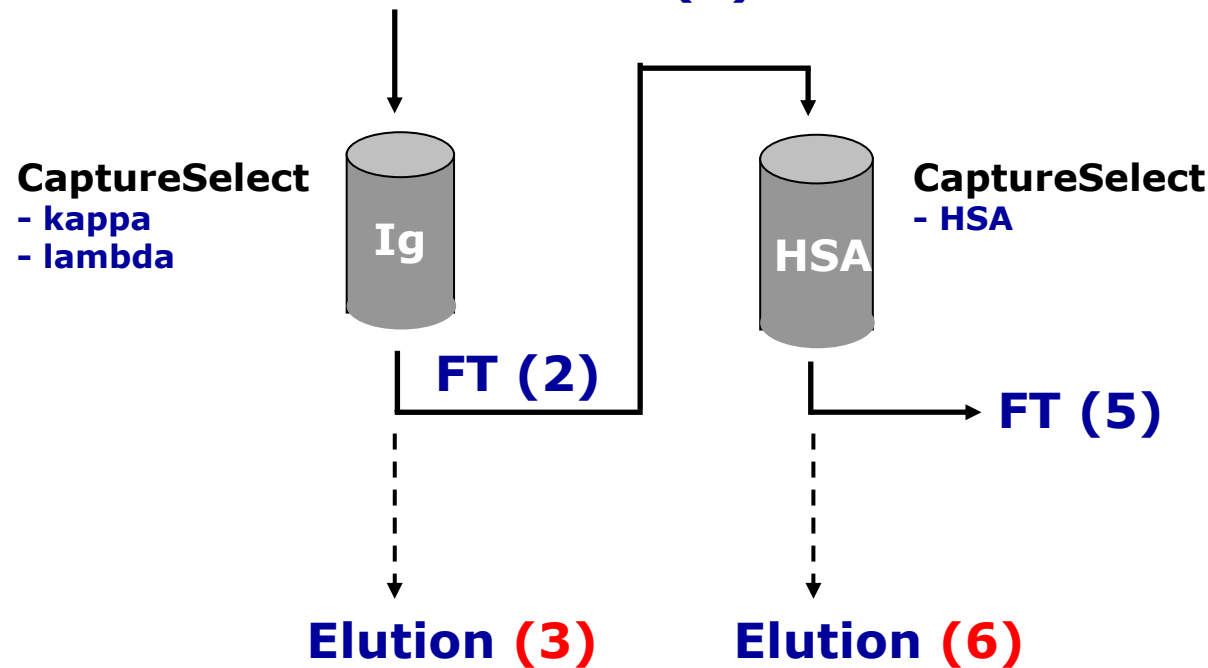 CaptureSelect
- kappa
- lambda
Ig
FT (2)
CaptureSelect
- HSA
HSA
FT (5)
Elution (3)
Elution (6)